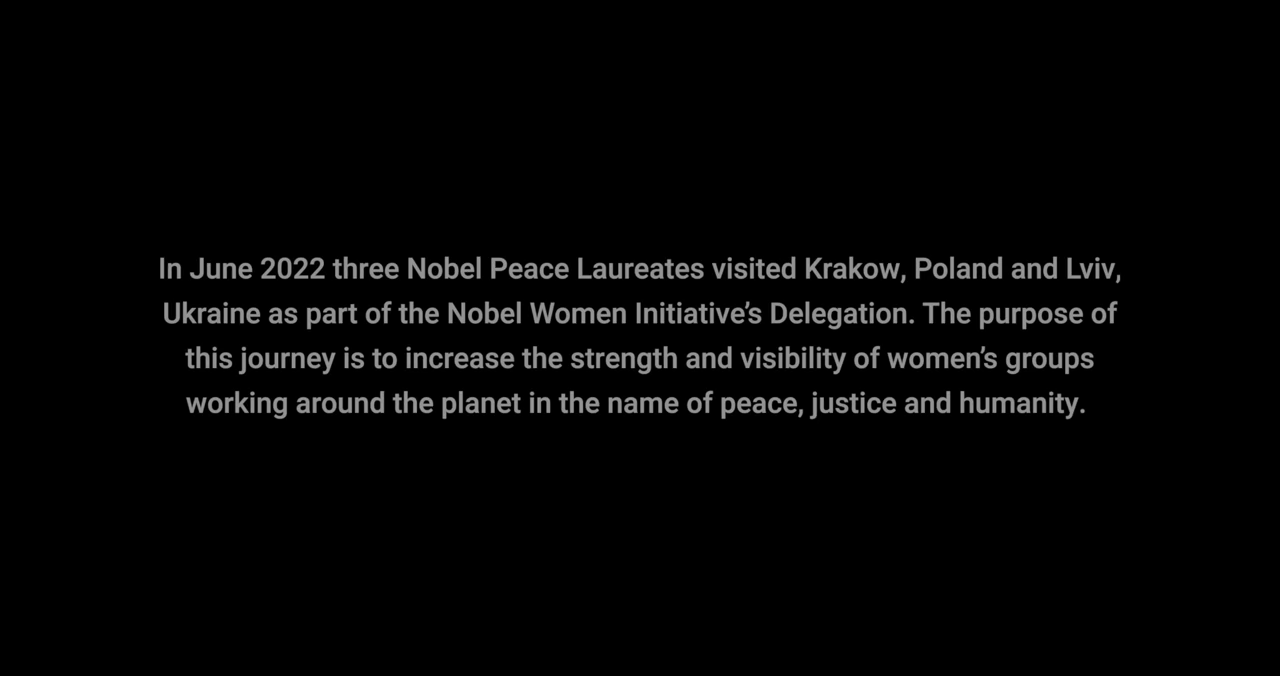 In June 2022 three Nobel Peace Laureates visited Krakow, Poland and Lviv,
Ukraine as part of the Nobel Women Initiative’s Delegation. The purpose of
this journey is to increase the strength and visibility of women’s groups
working around the planet in the name of peace, justice and humanity.